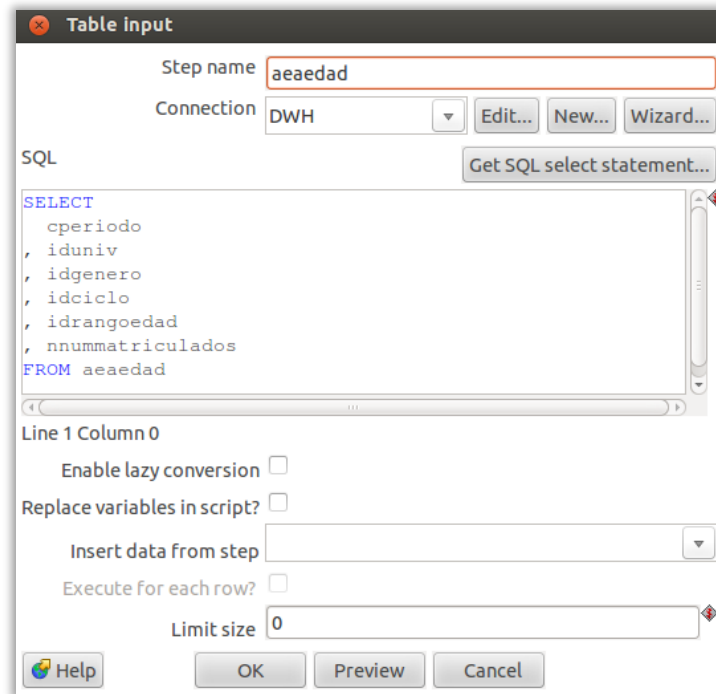 Table input
Step name aeaedad
Connection DWH Edit... New... Wizard...
SQL Get SQL select statement...
SELECT
cperiodo
, iduniv
, idgenero
, idciclo
, idrangoedad
, nnummatriculados
FROM aeaedad
Line 1 Column 0
Enable lazy conversion
Replace variables in script?
Insert data from step
Execute for each row?
Limit size 0
Help OK Preview Cancel